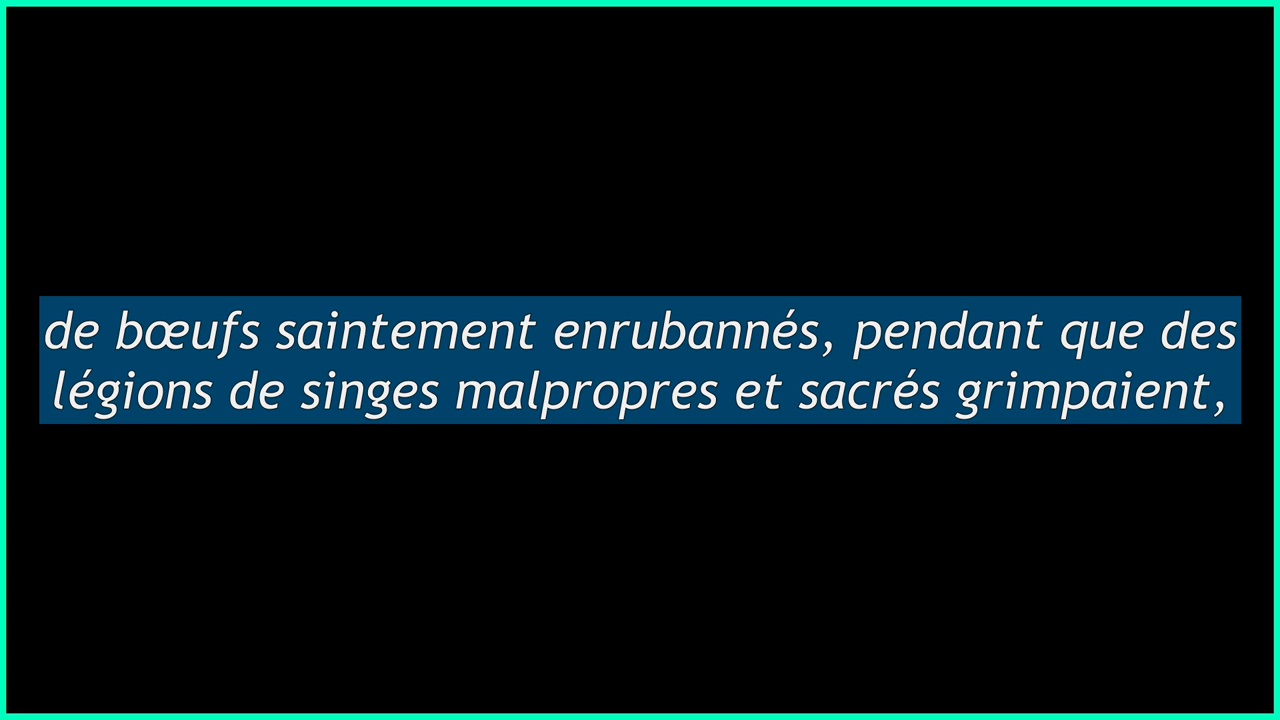 de bœufs saintement enrubannés, pendant que des
légions de singes malpropres et sacrés grimpaient,